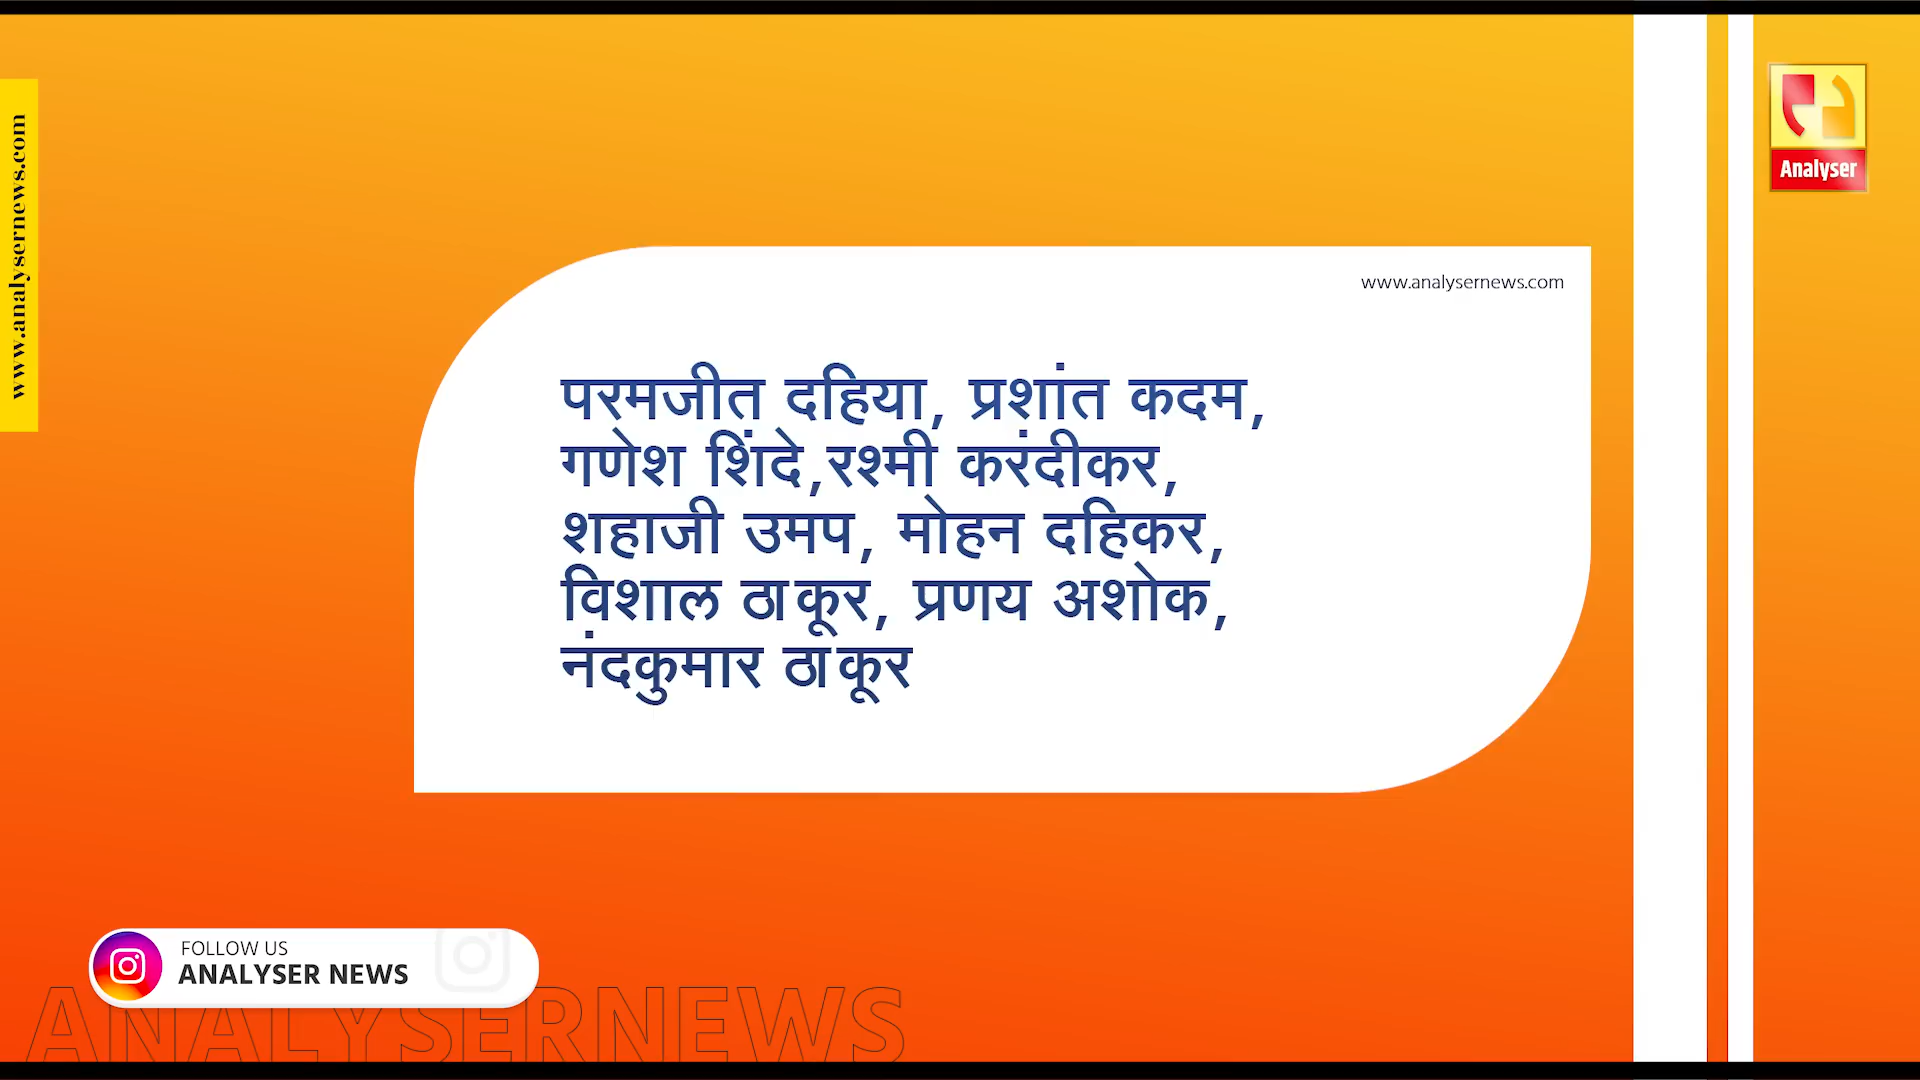 www.analysernews.com
Analyser
www.analysernews.com
परमजीत दहिया, प्रशांत कदम,
गणेश शिंदे,रश्मी करंदीकर,
शहाजी उमप, मोहन दहिकर,
विशाल ठाकूर, प्रणय अशोक,
नंदकुमार ठाकूर
FOLLOW US
ANALYSER NEWS
ANALYSERNEWS